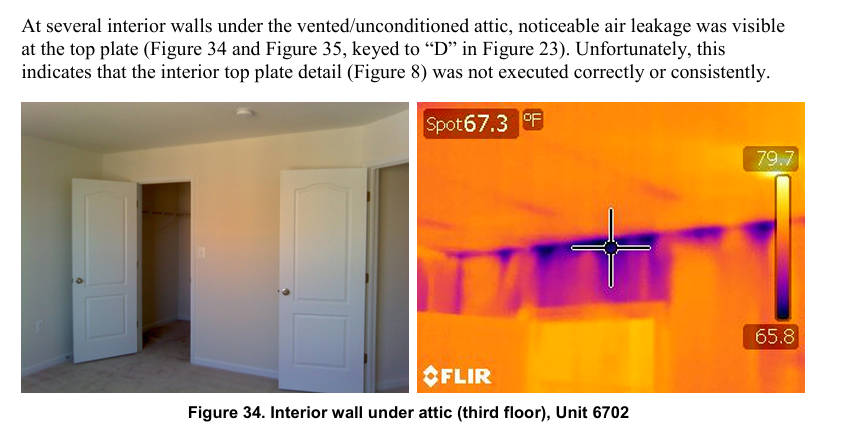 At several interior walls under the vented/unconditioned attic, noticeable air leakage was visible
at the top plate (Figure 34 and Figure 35, keyed to “D” in Figure 23). Unfortunately, this
indicates that the interior top plate detail (Figure 8) was not executed correctly or consistently.
Spot67.3 °F
79.7
65.8
FLIR
Figure 34. Interior wall under attic (third floor), Unit 6702